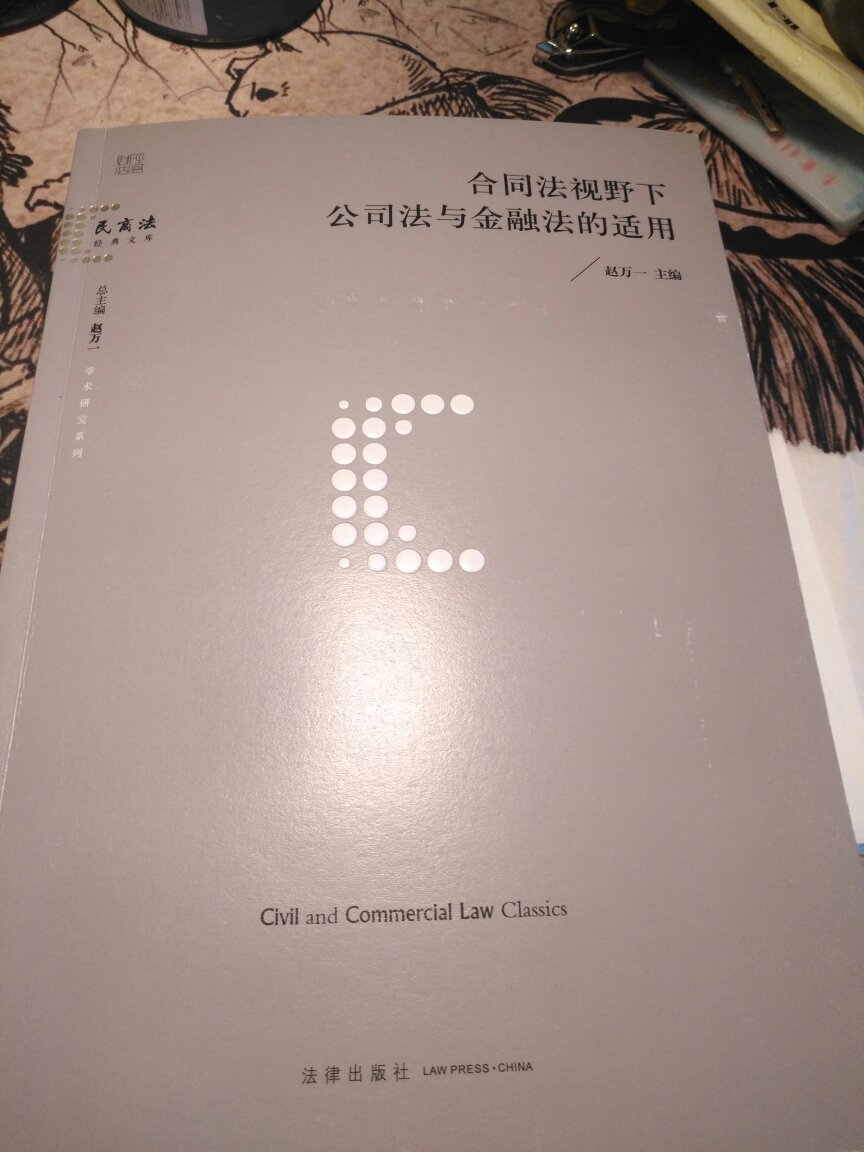 合同法视野下
公司法与金融法的适用
赵万一 主编
民商法
经典文库
总主编 赵万一
学术研究系列
Civil and Commercial Law Classics
法律出版社 LAW PRESS·CHINA